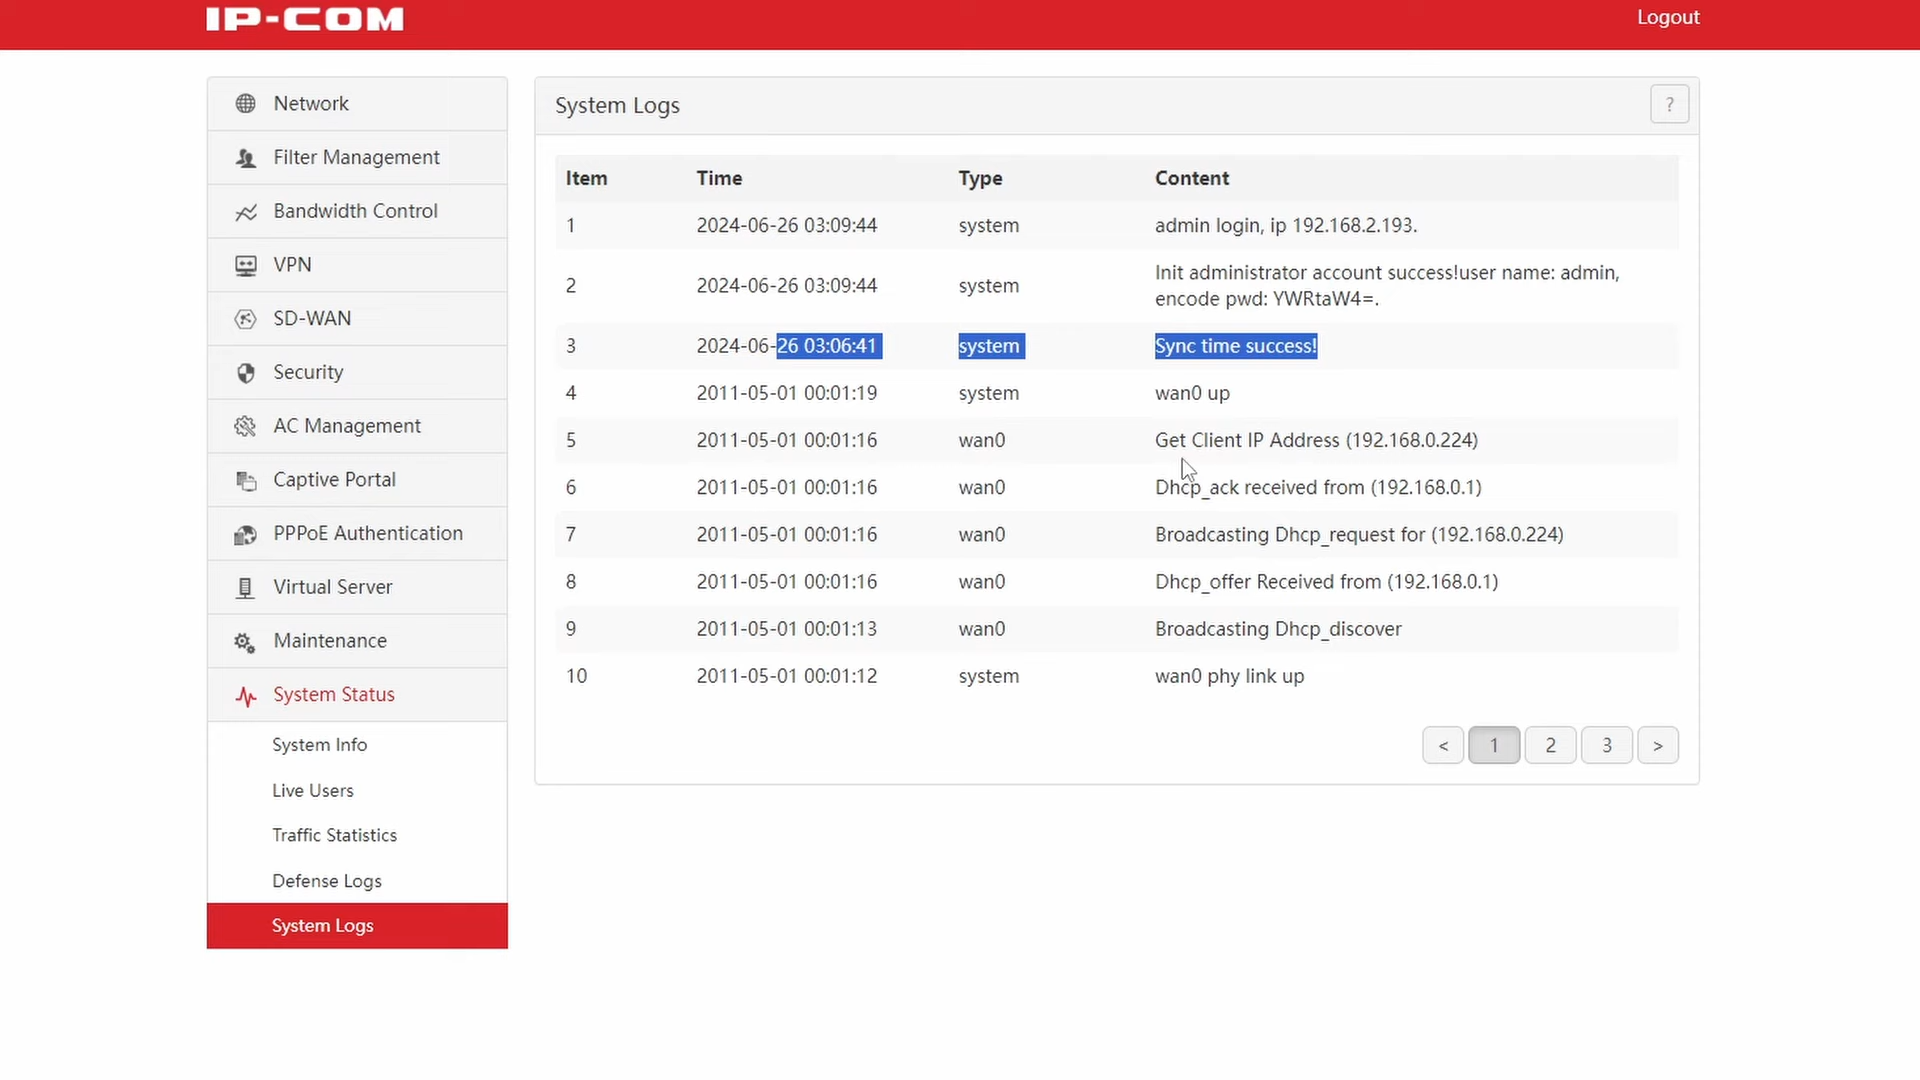 IP-COM
Logout
Network
Filter Management
Bandwidth Control
VPN
SD-WAN
Security
AC Management
Captive Portal
PPPoE Authentication
Virtual Server
Maintenance
System Status
System Info
Live Users
Traffic Statistics
Defense Logs
System Logs
System Logs
?
Item Time Type Content
1 2024-06-26 03:09:44 system admin login, ip 192.168.2.193.
2 2024-06-26 03:09:44 system Init administrator account success!user name: admin,
encode pwd: YWRtaW4=.
3 2024-06-26 03:06:41 system Sync time success!
4 2011-05-01 00:01:19 system wan0 up
5 2011-05-01 00:01:16 wan0 Get Client IP Address (192.168.0.224)
6 2011-05-01 00:01:16 wan0 Dhcp_ack received from (192.168.0.1)
7 2011-05-01 00:01:16 wan0 Broadcasting Dhcp_request for (192.168.0.224)
8 2011-05-01 00:01:16 wan0 Dhcp_offer Received from (192.168.0.1)
9 2011-05-01 00:01:13 wan0 Broadcasting Dhcp_discover
10 2011-05-01 00:01:12 system wan0 phy link up
< 1 2 3 >